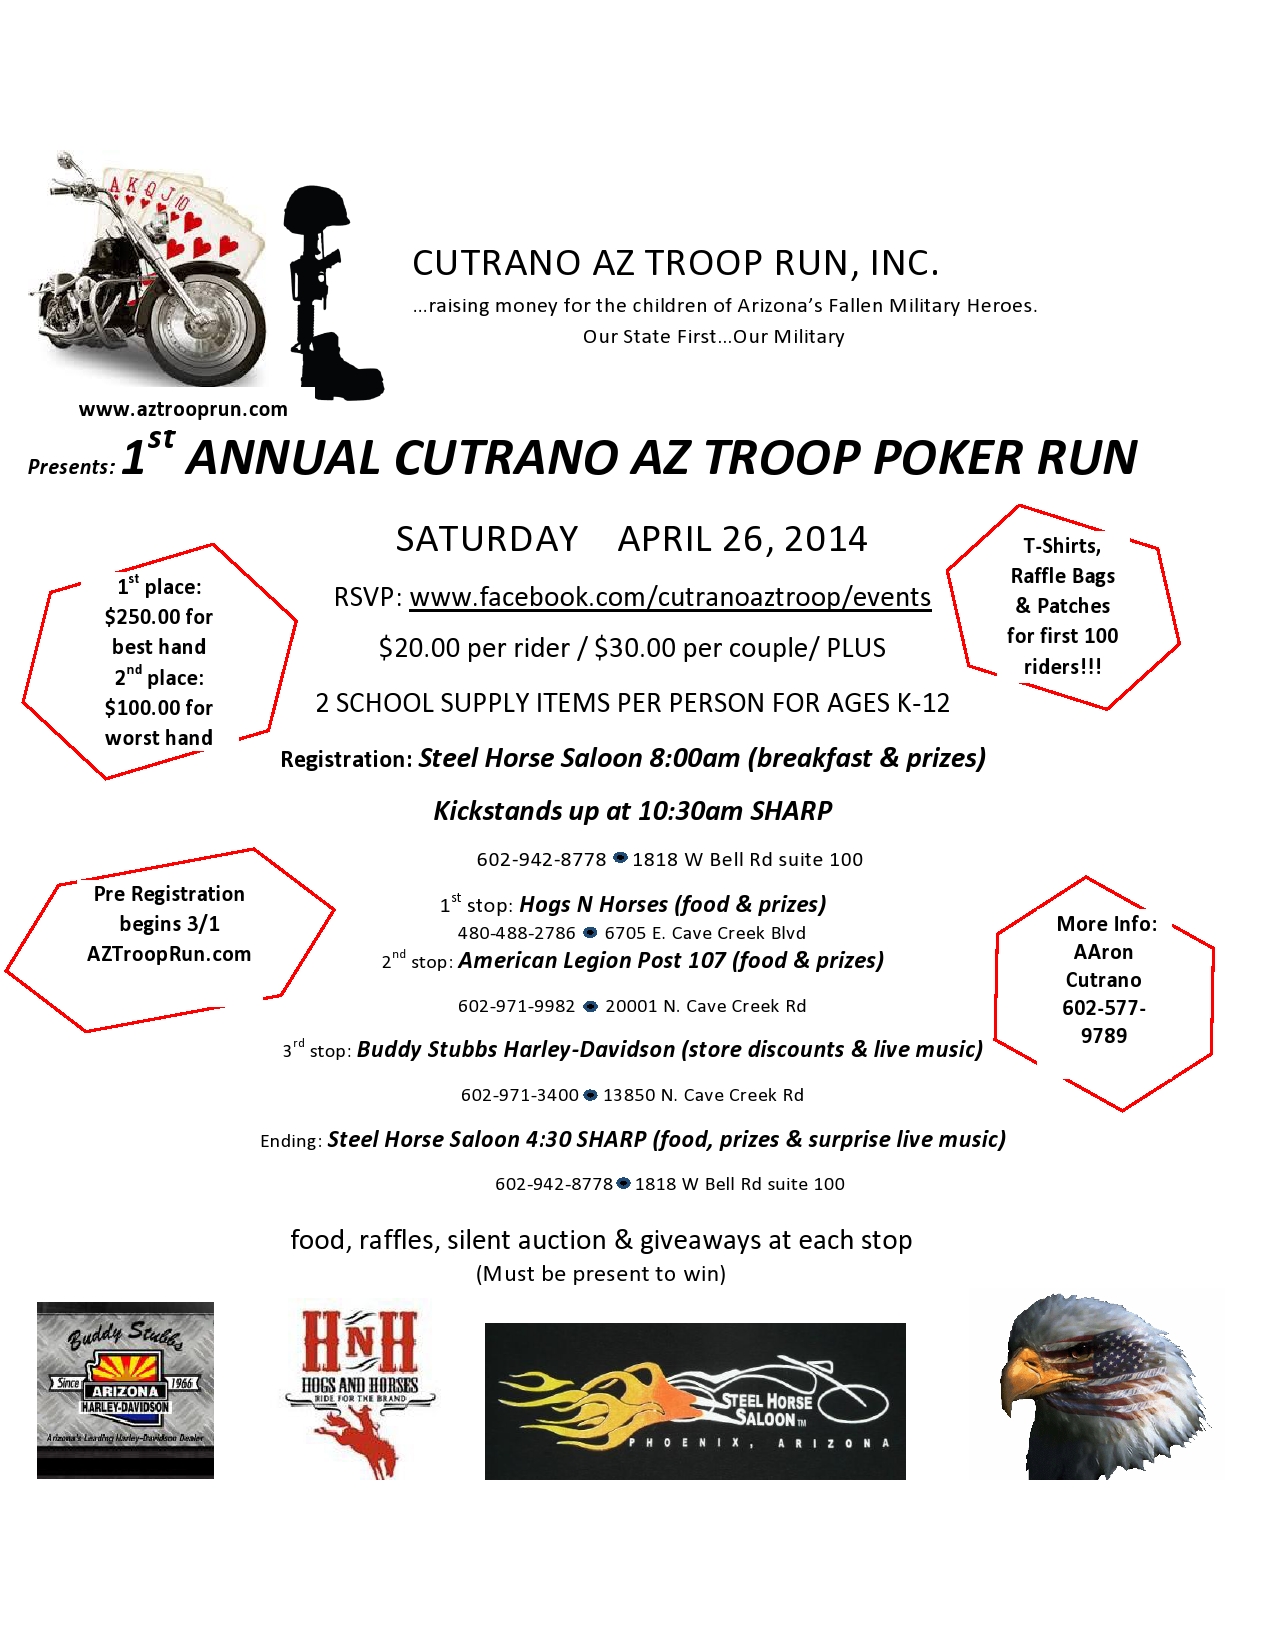 A K Q J 10
CUTRANO AZ TROOP RUN, INC.
...raising money for the children of Arizona's Fallen Military Heroes.
Our State First...Our Military
www.aztrooprun.com
Presents: 1st ANNUAL CUTRANO AZ TROOP POKER RUN
SATURDAY APRIL 26, 2014
RSVP: www.facebook.com/cutranoaztroop/events
$20.00 per rider / $30.00 per couple/ PLUS
2 SCHOOL SUPPLY ITEMS PER PERSON FOR AGES K-12
1st place:
$250.00 for
best hand
2nd place:
$100.00 for
worst hand
T-Shirts,
Raffle Bags
& Patches
for first 100
riders!!!
Registration: Steel Horse Saloon 8:00am (breakfast & prizes)
Kickstands up at 10:30am SHARP
602-942-8778 ● 1818 W Bell Rd suite 100
1st stop: Hogs N Horses (food & prizes)
480-488-2786 ● 6705 E. Cave Creek Blvd
2nd stop: American Legion Post 107 (food & prizes)
602-971-9982 ● 20001 N. Cave Creek Rd
3rd stop: Buddy Stubbs Harley-Davidson (store discounts & live music)
602-971-3400 ● 13850 N. Cave Creek Rd
Ending: Steel Horse Saloon 4:30 SHARP (food, prizes & surprise live music)
602-942-8778 ● 1818 W Bell Rd suite 100
Pre Registration
begins 3/1
AZTroopRun.com
More Info:
AAron
Cutrano
602-577-
9789
food, raffles, silent auction & giveaways at each stop
(Must be present to win)
Buddy Stubbs
Since 1966
ARIZONA
HARLEY-DAVIDSON
Arizona's Leading Harley-Davidson Dealer
HNH
HOGS AND HORSES
RIDE FOR THE BRAND
STEEL HORSE
SALOON TM
PHOENIX, ARIZONA